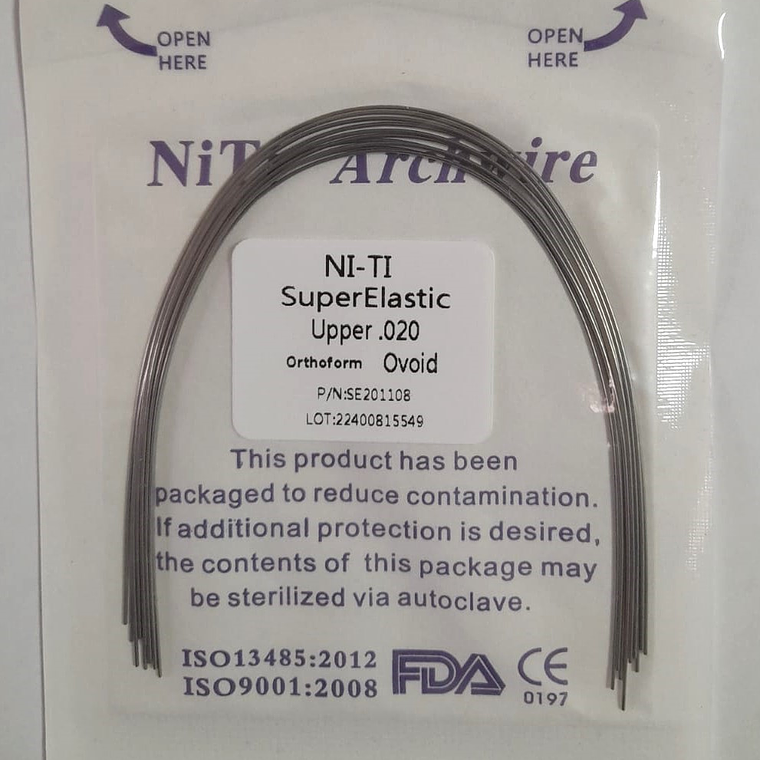 OPEN
HERE
OPEN
HERE
NiTi Archwire
NI-TI
SuperElastic
Upper .020
Orthoform Ovoid
P/N:SE201108
LOT:22400815549
This product has been
packaged to reduce contamination.
If additional protection is desired,
the contents of this package may
be sterilized via autoclave.
ISO13485:2012
ISO9001:2008
FDA
CE
0197